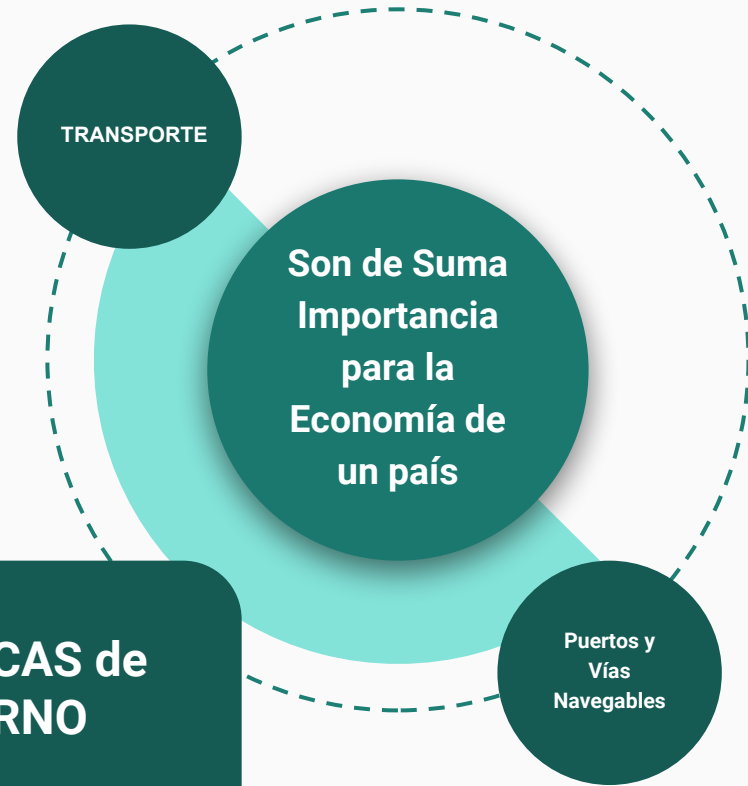 TRANSPORTE
Son de Suma
Importancia
para la
Economía de
un país
CAS de
RNO
Puertos y
Vías
Navegables